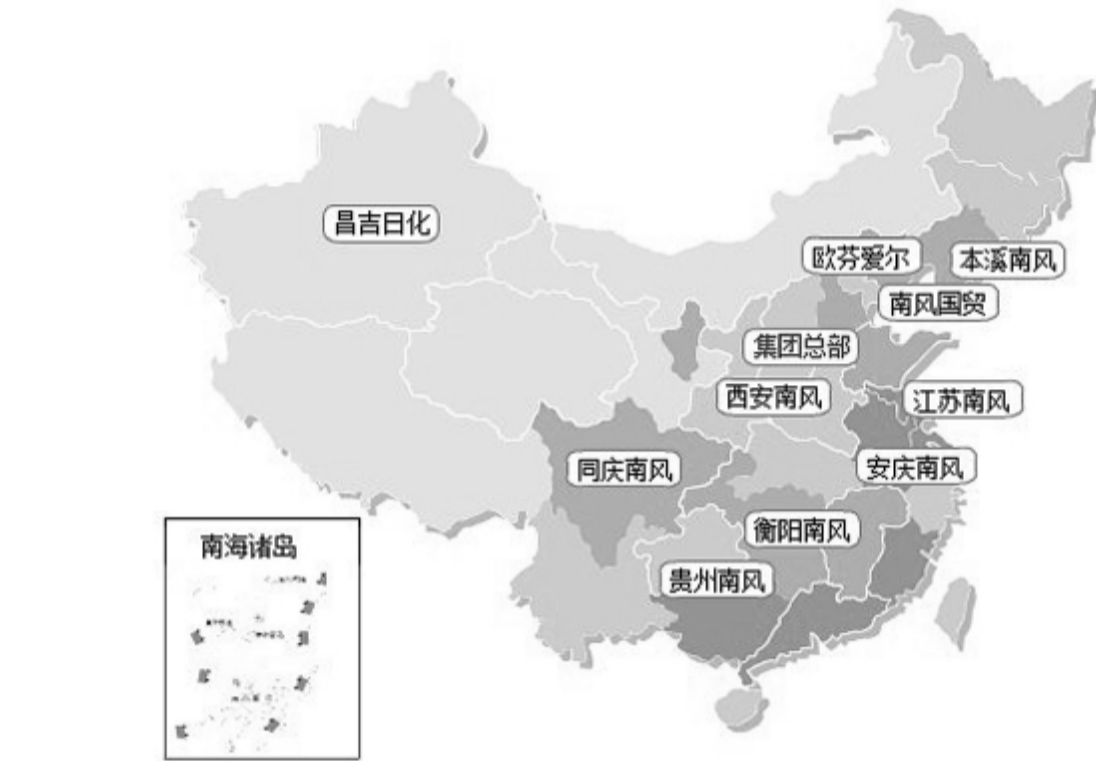 昌吉日化
欧芬爱尔
本溪南风
南风国贸
集团总部
西安南风
江苏南风
同庆南风
安庆南风
衡阳南风
贵州南风
南海诸岛